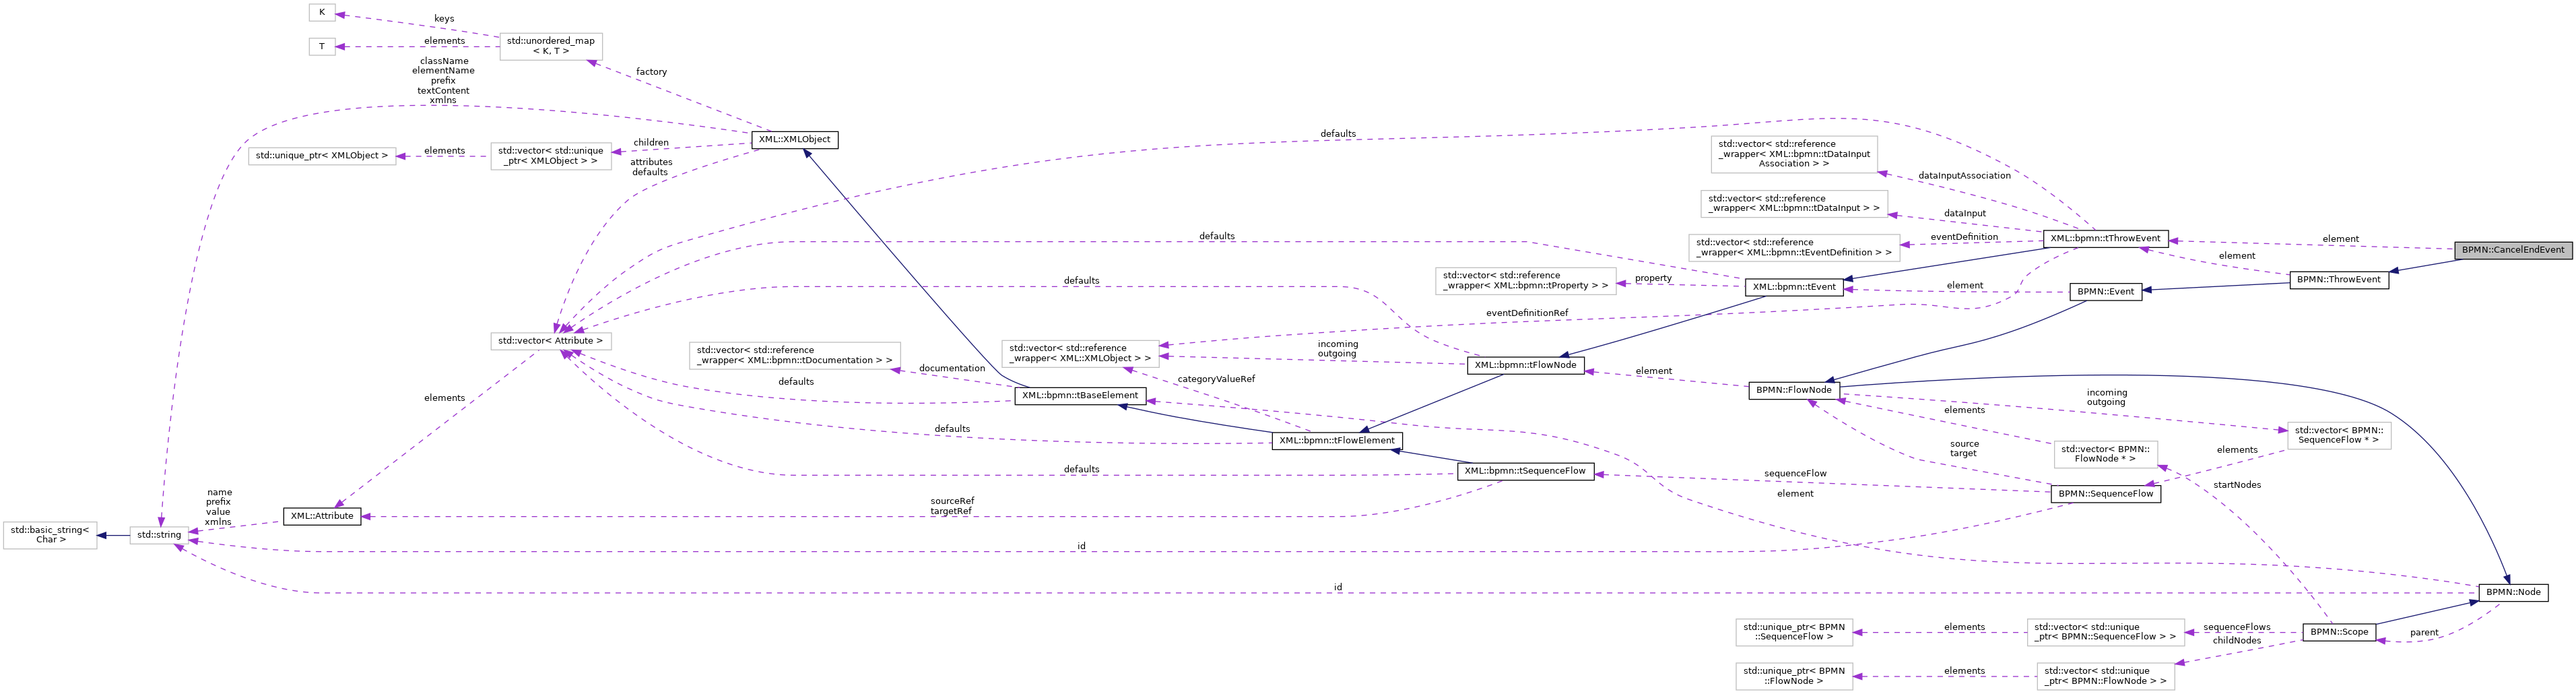 K
keys
T
elements
std::unordered_map
< K, T >
className
elementName
prefix
textContent
xmlns
factory
XML::XMLObject
children
std::unique_ptr< XMLObject >
elements
std::vector< std::unique
_ptr< XMLObject > >
attributes
defaults
defaults
std::vector< std::reference
_wrapper< XML::bpmn::tDataInput
Association > >
dataInputAssociation
std::vector< std::reference
_wrapper< XML::bpmn::tDataInput > >
dataInput
defaults
std::vector< std::reference
_wrapper< XML::bpmn::tEventDefinition > >
eventDefinition
XML::bpmn::tThrowEvent
element
BPMN::CancelEndEvent
element
defaults
std::vector< std::reference
_wrapper< XML::bpmn::tProperty > >
property
XML::bpmn::tEvent
element
BPMN::Event
BPMN::ThrowEvent
eventDefinitionRef
std::vector< Attribute >
std::vector< std::reference
_wrapper< XML::bpmn::tDocumentation > >
documentation
std::vector< std::reference
_wrapper< XML::XMLObject > >
incoming
outgoing
XML::bpmn::tFlowNode
element
BPMN::FlowNode
categoryValueRef
defaults
XML::bpmn::tBaseElement
elements
defaults
XML::bpmn::tFlowElement
incoming
outgoing
elements
std::vector< BPMN::
SequenceFlow * >
source
target
std::vector< BPMN::
FlowNode * >
elements
defaults
XML::bpmn::tSequenceFlow
sequenceFlow
element
BPMN::SequenceFlow
startNodes
name
prefix
value
xmlns
sourceRef
targetRef
XML::Attribute
std::basic_string<
Char >
std::string
id
id
BPMN::Node
std::unique_ptr< BPMN
::SequenceFlow >
elements
std::vector< std::unique
_ptr< BPMN::SequenceFlow > >
sequenceFlows
childNodes
BPMN::Scope
parent
std::unique_ptr< BPMN
::FlowNode >
elements
std::vector< std::unique
_ptr< BPMN::FlowNode > >